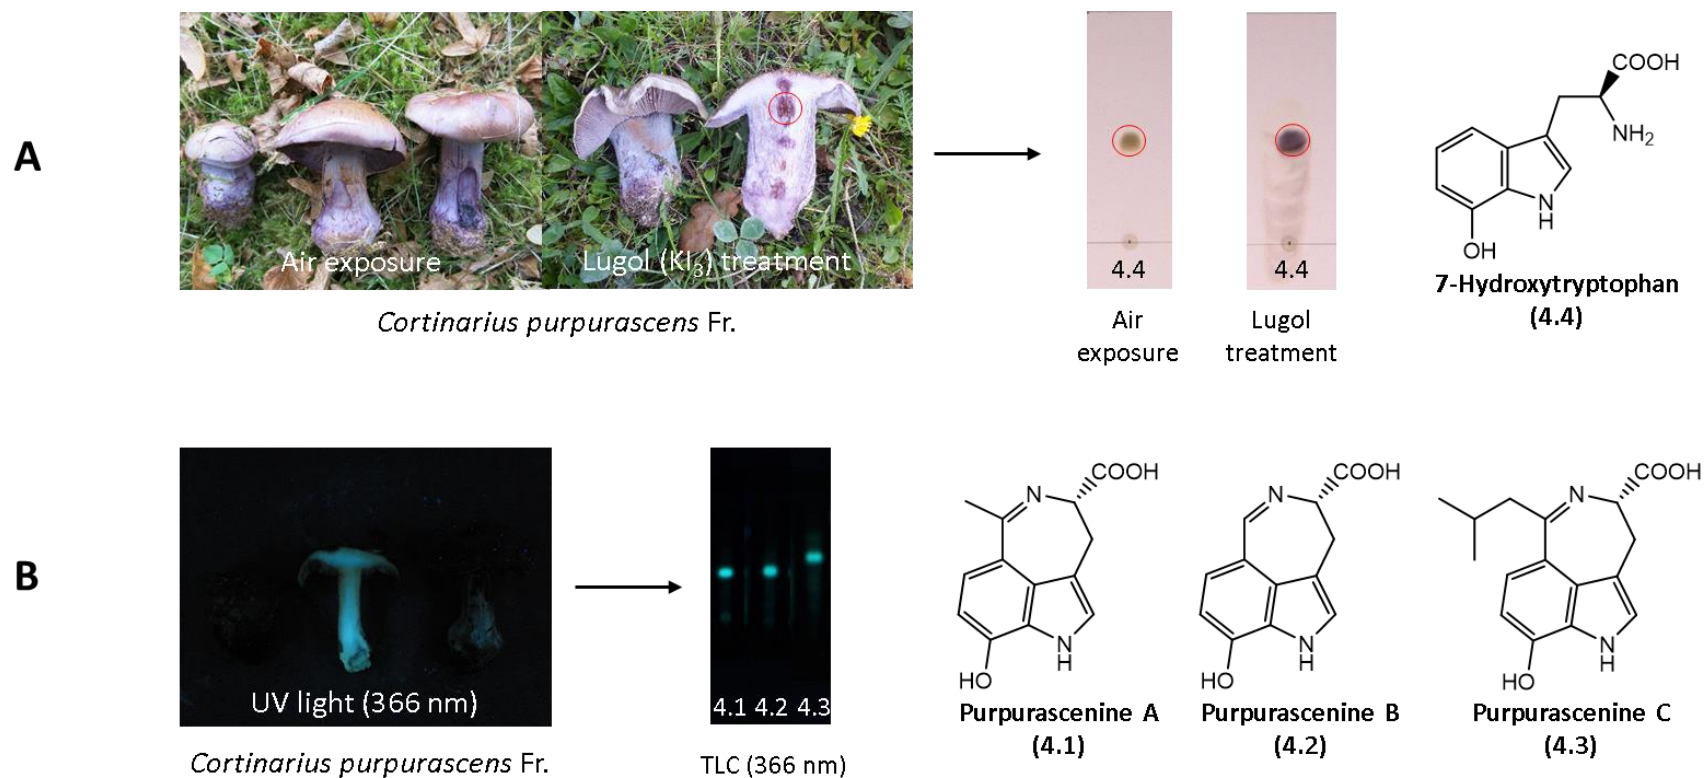 A
Air exposure
Lugol (KI₃) treatment
Cortinarius purpurascens Fr.
4.4
Air
exposure
4.4
Lugol
treatment
COOH
NH₂
N
H
OH
7-Hydroxytryptophan
(4.4)
B
UV light (366 nm)
Cortinarius purpurascens Fr.
4.1 4.2 4.3
TLC (366 nm)
N
COOH
N
H
HO
Purpurascenine A
(4.1)
N
COOH
N
H
HO
Purpurascenine B
(4.2)
N
COOH
N
H
HO
Purpurascenine C
(4.3)